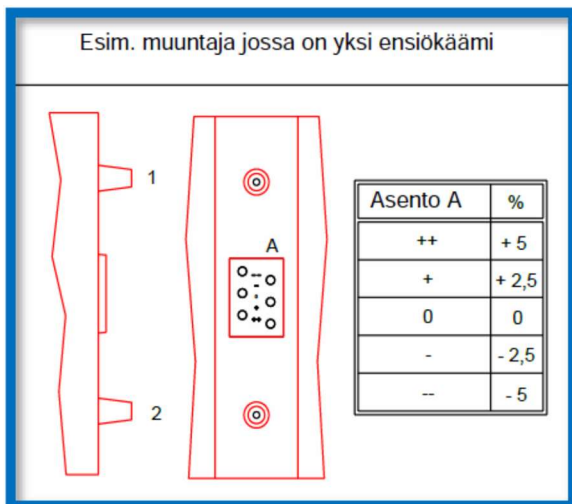 Esim. muuntaja jossa on yksi ensiökäämi
1
A
2
Asento A %
++ + 5
+ + 2,5
0 0
- - 2,5
-- - 5